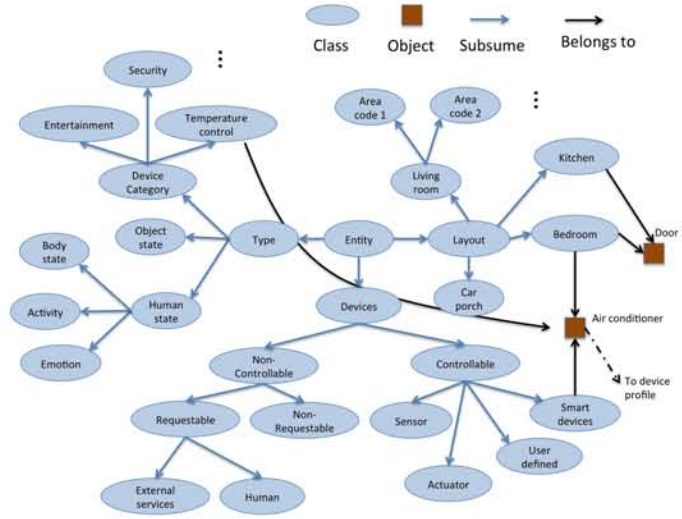 Class
Object
Subsume
Belongs to
Security
Entertainment
Temperature
control
Device
Category
Area
code 1
Area
code 2
Living
room
Kitchen
Body
state
Object
state
Type
Entity
Layout
Bedroom
Door
Activity
Human
state
Devices
Car
porch
Air conditioner
Emotion
Non-
Controllable
Controllable
To device
profile
Requestable
Non-
Requestable
Sensor
Smart
devices
External
services
Human
Actuator
User
defined